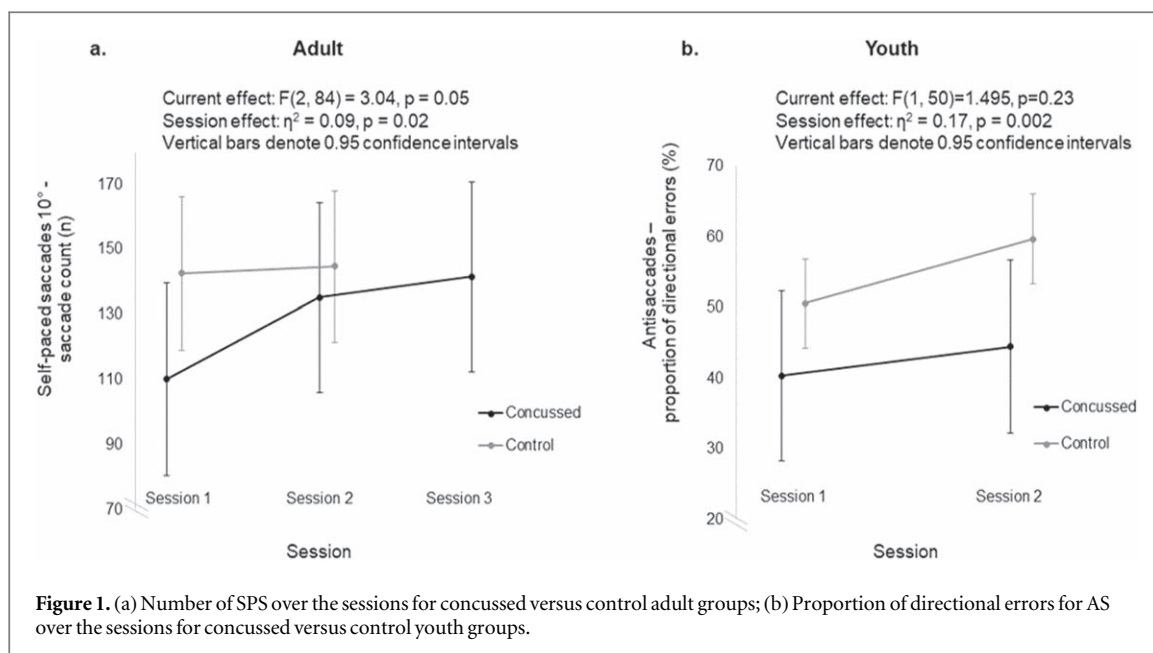 a.
Adult
Current effect: F(2, 84) = 3.04, p = 0.05
Session effect: η² = 0.09, p = 0.02
Vertical bars denote 0.95 confidence intervals
Self-paced saccades 10° -
saccade count (n)
170
150
130
110
90
70
Concussed
Control
Session 1
Session 2
Session 3
Session
b.
Youth
Current effect: F(1, 50)=1.495, p=0.23
Session effect: η² = 0.17, p = 0.002
Vertical bars denote 0.95 confidence intervals
Antisaccades –
proportion of directional errors (%)
70
60
50
40
30
20
Concussed
Control
Session 1
Session 2
Session
Figure 1. (a) Number of SPS over the sessions for concussed versus control adult groups; (b) Proportion of directional errors for AS
over the sessions for concussed versus control youth groups.